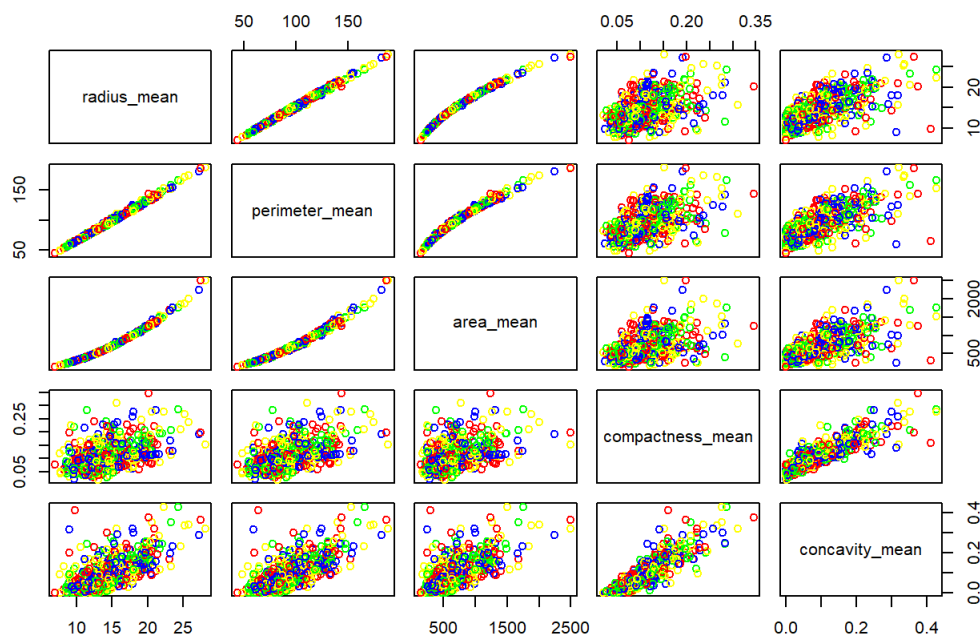 50 100 150 0.05 0.20 0.35
radius_mean
10 20
50 150
perimeter_mean
area_mean
500 2000
0.05 0.25
compactness_mean
concavity_mean
0.0 0.2 0.4
10 15 20 25 500 1500 2500 0.0 0.2 0.4